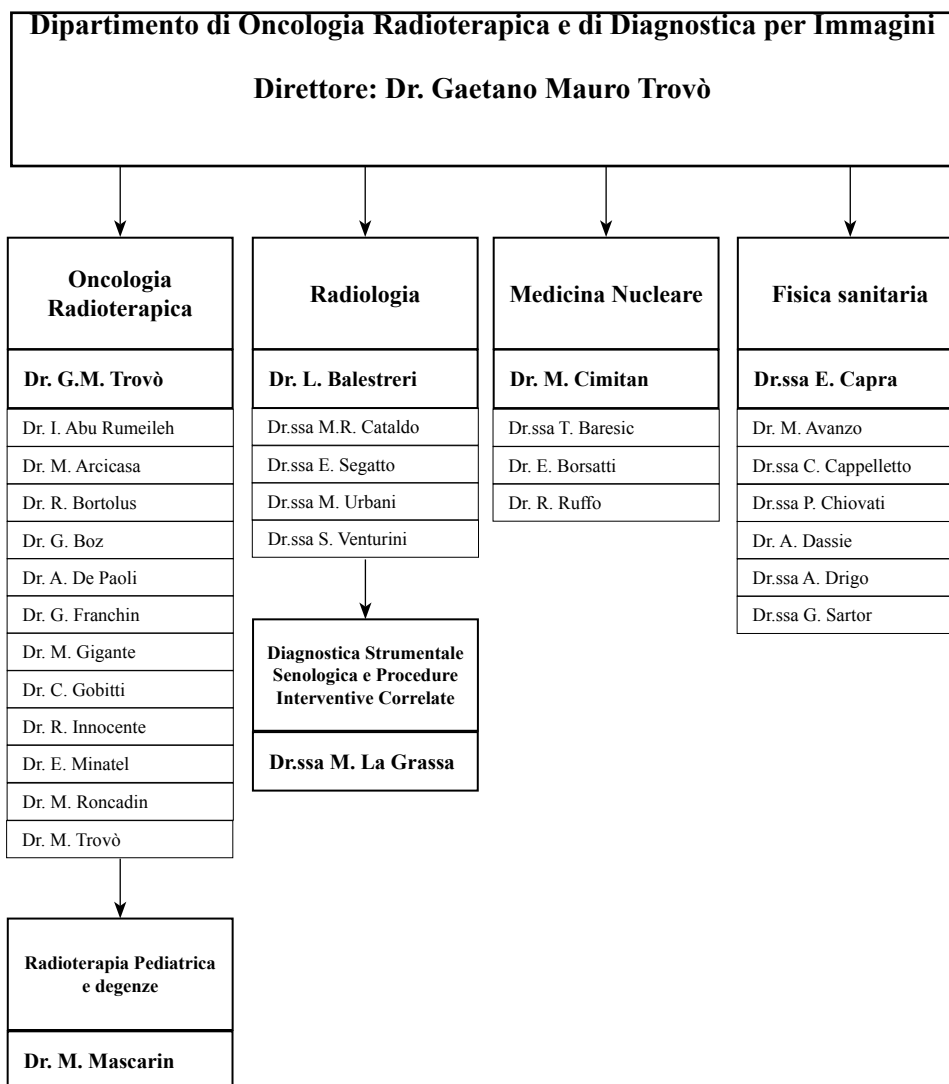 Dipartimento di Oncologia Radioterapica e di Diagnostica per Immagini
Direttore: Dr. Gaetano Mauro Trovò
Oncologia
Radioterapica
Dr. G.M. Trovò
Dr. I. Abu Rumeileh
Dr. M. Arcicasa
Dr. R. Bortolus
Dr. G. Boz
Dr. A. De Paoli
Dr. G. Franchin
Dr. M. Gigante
Dr. C. Gobitti
Dr. R. Innocente
Dr. E. Minatel
Dr. M. Roncadin
Dr. M. Trovò
Radioterapia Pediatrica
e degenze
Dr. M. Mascarin
Radiologia
Dr. L. Balestreri
Dr.ssa M.R. Cataldo
Dr.ssa E. Segatto
Dr.ssa M. Urbani
Dr.ssa S. Venturini
Diagnostica Strumentale
Senologica e Procedure
Interventive Correlate
Dr.ssa M. La Grassa
Medicina Nucleare
Dr. M. Cimitan
Dr.ssa T. Baresic
Dr. E. Borsatti
Dr. R. Ruffo
Fisica sanitaria
Dr.ssa E. Capra
Dr. M. Avanzo
Dr.ssa C. Cappelletto
Dr.ssa P. Chiovati
Dr. A. Dassie
Dr.ssa A. Drigo
Dr.ssa G. Sartor